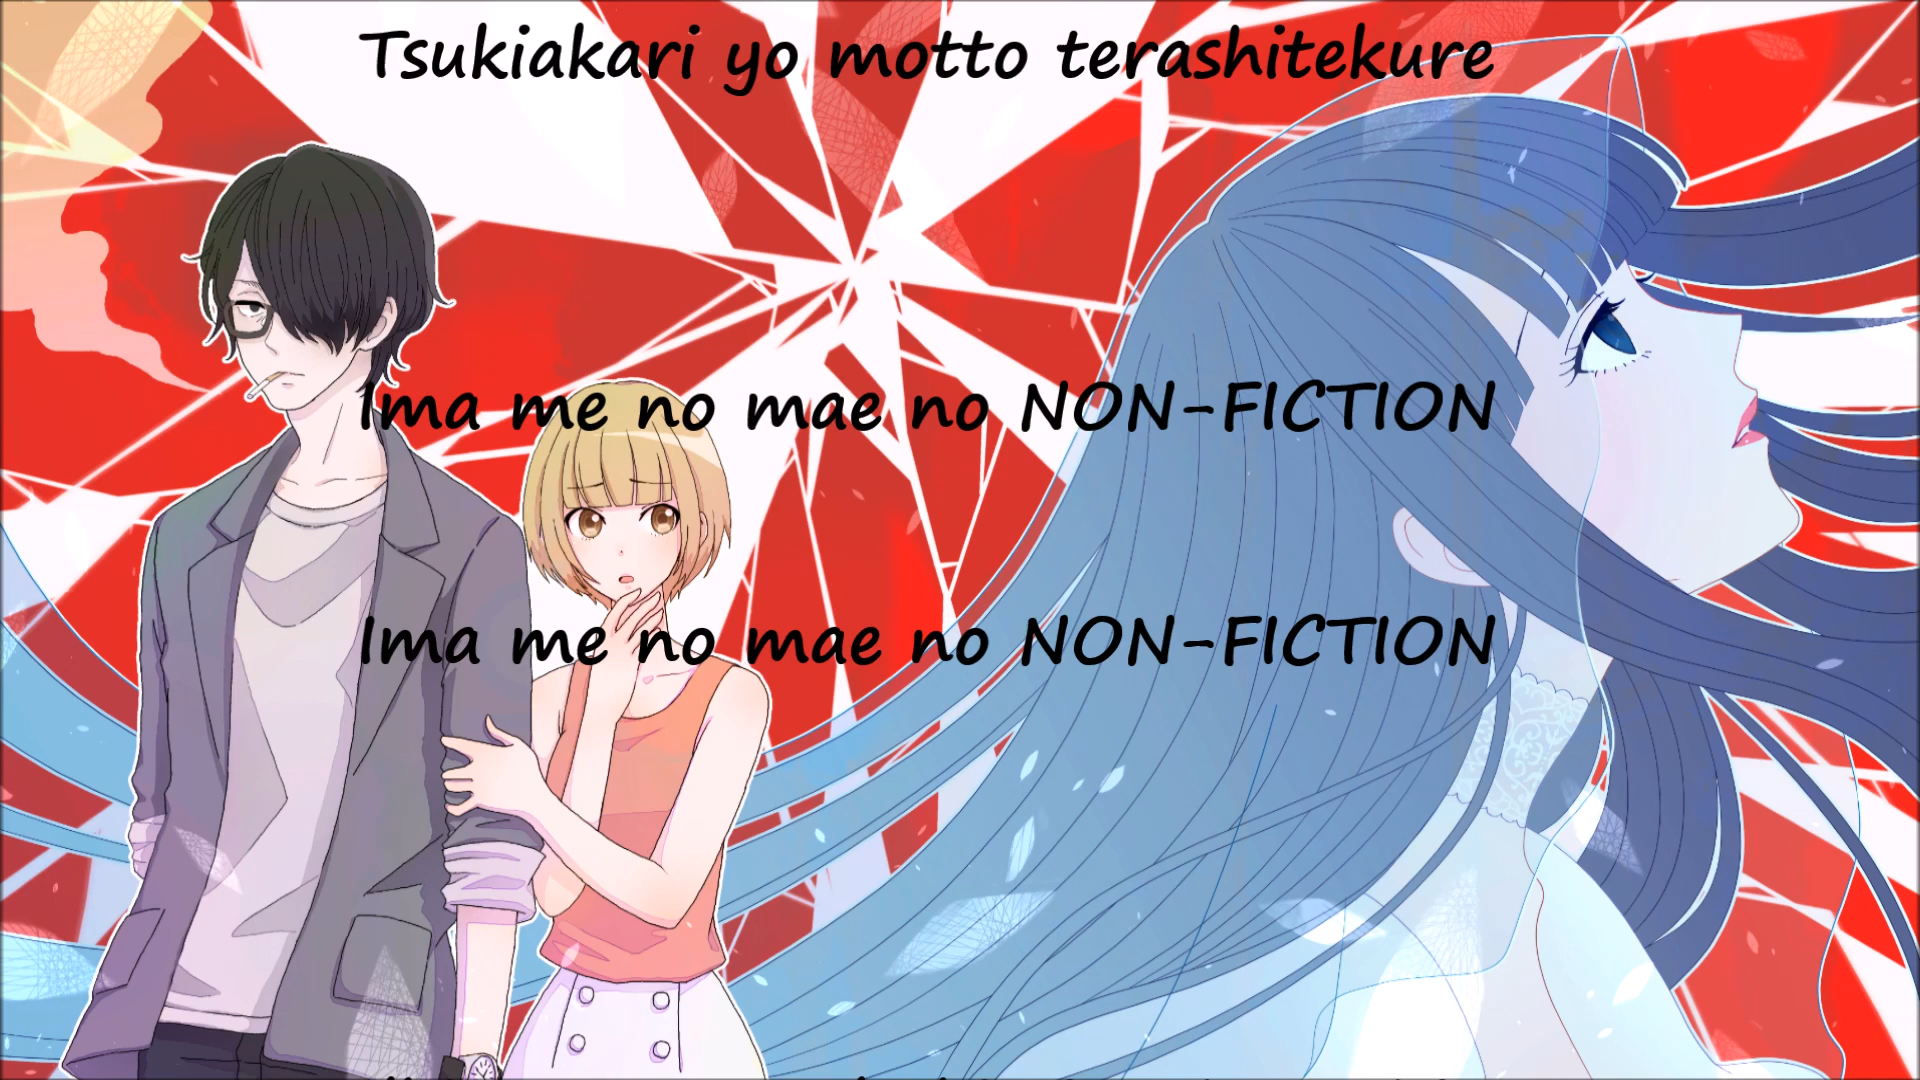 Tsukiakari yo motto terashitekure
Ima me no mae no NON-FICTION
Ima me no mae no NON-FICTION